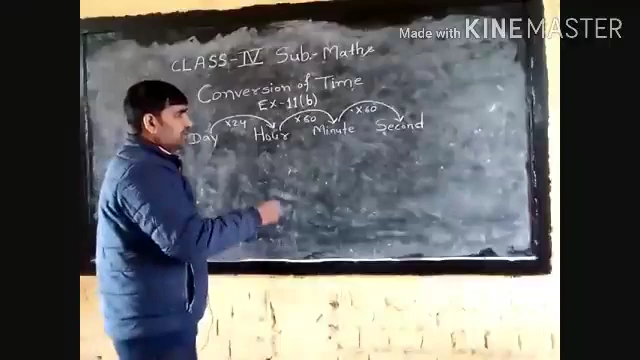 Made with KINEMASTER
CLASS-IV Sub.- Maths
Conversion of Time
EX-11(b)
×24 ×60 ×60
Day Hour Minute Second